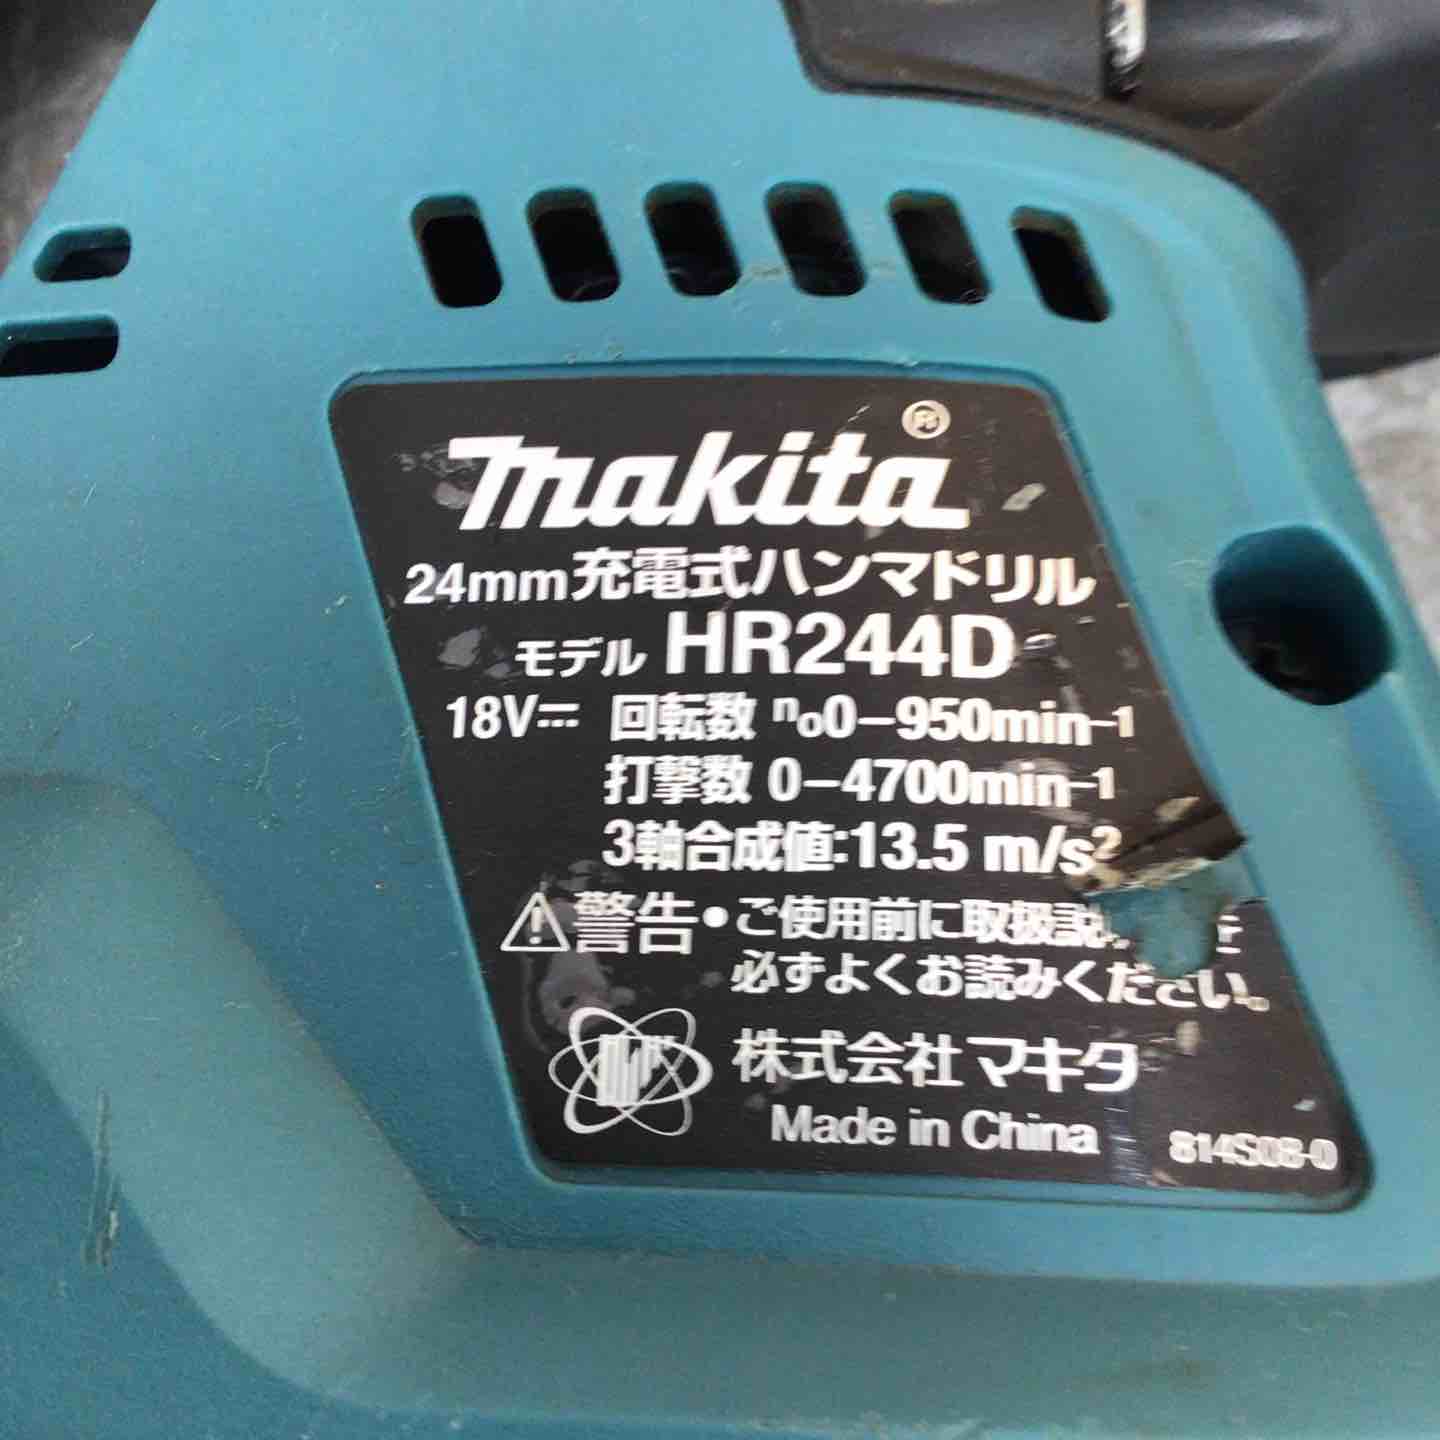 makita®
24mm充電式ハンマドリル
モデル HR244D
18V⎓ 回転数 n₀0−950min⁻¹
打撃数 0−4700min⁻¹
3軸合成値:13.5 m/s²
⚠警告•ご使用前に取扱説 を
必ずよくお読みください。
株式会社マキタ
Made in China 814S08-0